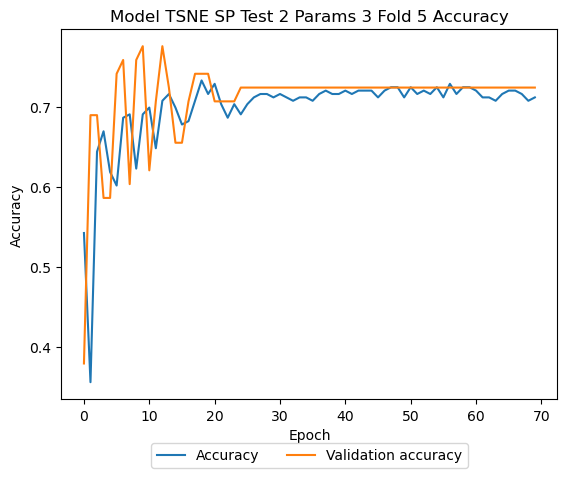 Model TSNE SP Test 2 Params 3 Fold 5 Accuracy
Accuracy
0.7
0.6
0.5
0.4
0 10 20 30 40 50 60 70
Epoch
Accuracy Validation accuracy